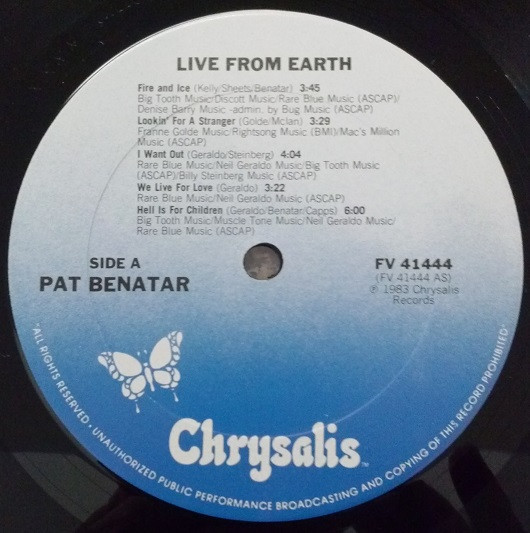 LIVE FROM EARTH
Fire and Ice (Kelly/Sheets/Benatar) 3:45
Big Tooth Music/Discott Music/Rare Blue Music (ASCAP)/
Denise Barry Music -admin. by Bug Music (ASCAP)
Lookin' For A Stranger (Golde/McIan) 3:29
Franne Golde Music/Rightsong Music (BMI)/Mac's Million
Music (ASCAP)
I Want Out (Geraldo/Steinberg) 4:04
Rare Blue Music/Neil Geraldo Music/Big Tooth Music
(ASCAP)/Billy Steinberg Music (ASCAP)
We Live For Love (Geraldo) 3:22
Rare Blue Music/Neil Geraldo Music (ASCAP)
Hell Is For Children (Geraldo/Benatar/Capps) 6:00
Big Tooth Music/Muscle Tone Music/Neil Geraldo Music/
Rare Blue Music (ASCAP)
SIDE A
PAT BENATAR
FV 41444
(FV 41444 AS)
℗ 1983 Chrysalis
Records
Chrysalis™
"ALL RIGHTS RESERVED • UNAUTHORIZED PUBLIC PERFORMANCE BROADCASTING AND COPYING OF THIS RECORD PROHIBITED"